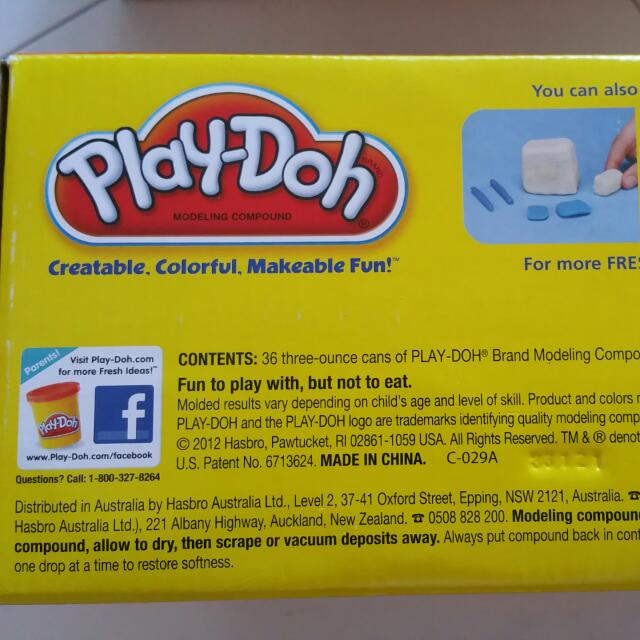 You can also
Play-Doh
BRAND
MODELING COMPOUND
®
Creatable, Colorful, Makeable Fun!™
For more
Parents!
Visit Play-Doh.com
for more Fresh Ideas!™
Play-Doh
f
www.Play-Doh.com/facebook
Questions? Call: 1-800-327-8264
CONTENTS: 36 three-ounce cans of PLAY-DOH® Brand Modeling
Fun to play with, but not to eat.
Molded results vary depending on child's age and level of skill. Product and colors
PLAY-DOH and the PLAY-DOH logo are trademarks identifying quality modeling
© 2012 Hasbro, Pawtucket, RI 02861-1059 USA. All Rights Reserved. TM & ®
U.S. Patent No. 6713624. MADE IN CHINA. C-029A
Distributed in Australia by Hasbro Australia Ltd., Level 2, 37-41 Oxford Street, Epping, NSW 2121, Australia. ☎
Hasbro Australia Ltd.), 221 Albany Highway, Auckland, New Zealand. ☎ 0508 828 200. Modeling
compound, allow to dry, then scrape or vacuum deposits away. Always put compound back in
one drop at a time to restore softness.